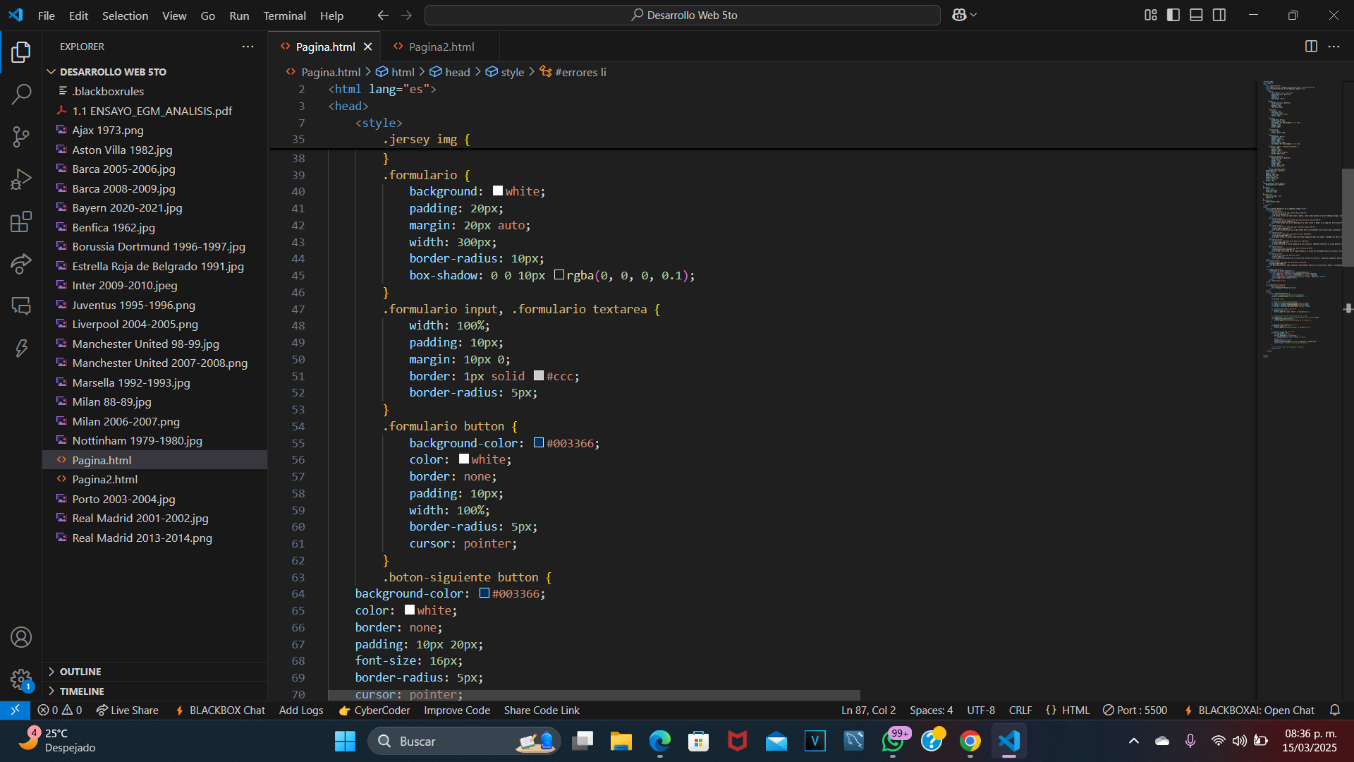 File Edit Selection View Go Run Terminal Help
Desarrollo Web 5to
EXPLORER
Pagina.html
Pagina2.html
DESARROLLO WEB 5TO
.blackboxrules
1.1 ENSAYO_EGM_ANALISIS.pdf
Ajax 1973.png
Aston Villa 1982.jpg
Barca 2005-2006.jpg
Barca 2008-2009.jpg
Bayern 2020-2021.jpg
Benfica 1962.jpg
Borussia Dortmund 1996-1997.jpg
Estrella Roja de Belgrado 1991.jpg
Inter 2009-2010.jpeg
Juventus 1995-1996.png
Liverpool 2004-2005.png
Manchester United 98-99.jpg
Manchester United 2007-2008.png
Marsella 1992-1993.jpg
Milan 88-89.jpg
Milan 2006-2007.png
Nottinham 1979-1980.jpg
Pagina.html
Pagina2.html
Porto 2003-2004.jpg
Real Madrid 2001-2002.jpg
Real Madrid 2013-2014.png
OUTLINE
TIMELINE
Pagina.html > html > head > style > #errores li
2 <html lang="es">
3 <head>
7 <style>
35 .jersey img {
38 }
39 .formulario {
40 background: white;
41 padding: 20px;
42 margin: 20px auto;
43 width: 300px;
44 border-radius: 10px;
45 box-shadow: 0 0 10px rgba(0, 0, 0, 0.1);
46 }
47 .formulario input, .formulario textarea {
48 width: 100%;
49 padding: 10px;
50 margin: 10px 0;
51 border: 1px solid #ccc;
52 border-radius: 5px;
53 }
54 .formulario button {
55 background-color: #003366;
56 color: white;
57 border: none;
58 padding: 10px;
59 width: 100%;
60 border-radius: 5px;
61 cursor: pointer;
62 }
63 .boton-siguiente button {
64 background-color: #003366;
65 color: white;
66 border: none;
67 padding: 10px 20px;
68 font-size: 16px;
69 border-radius: 5px;
70 cursor: pointer;
1
0 0 Live Share BLACKBOX Chat Add Logs CyberCoder Improve Code Share Code Link Ln 87, Col 2 Spaces: 4 UTF-8 CRLF {} HTML Port : 5500 BLACKBOXAI: Open Chat
4
25°C
Despejado
Buscar
99+
08:36 p. m.
15/03/2025